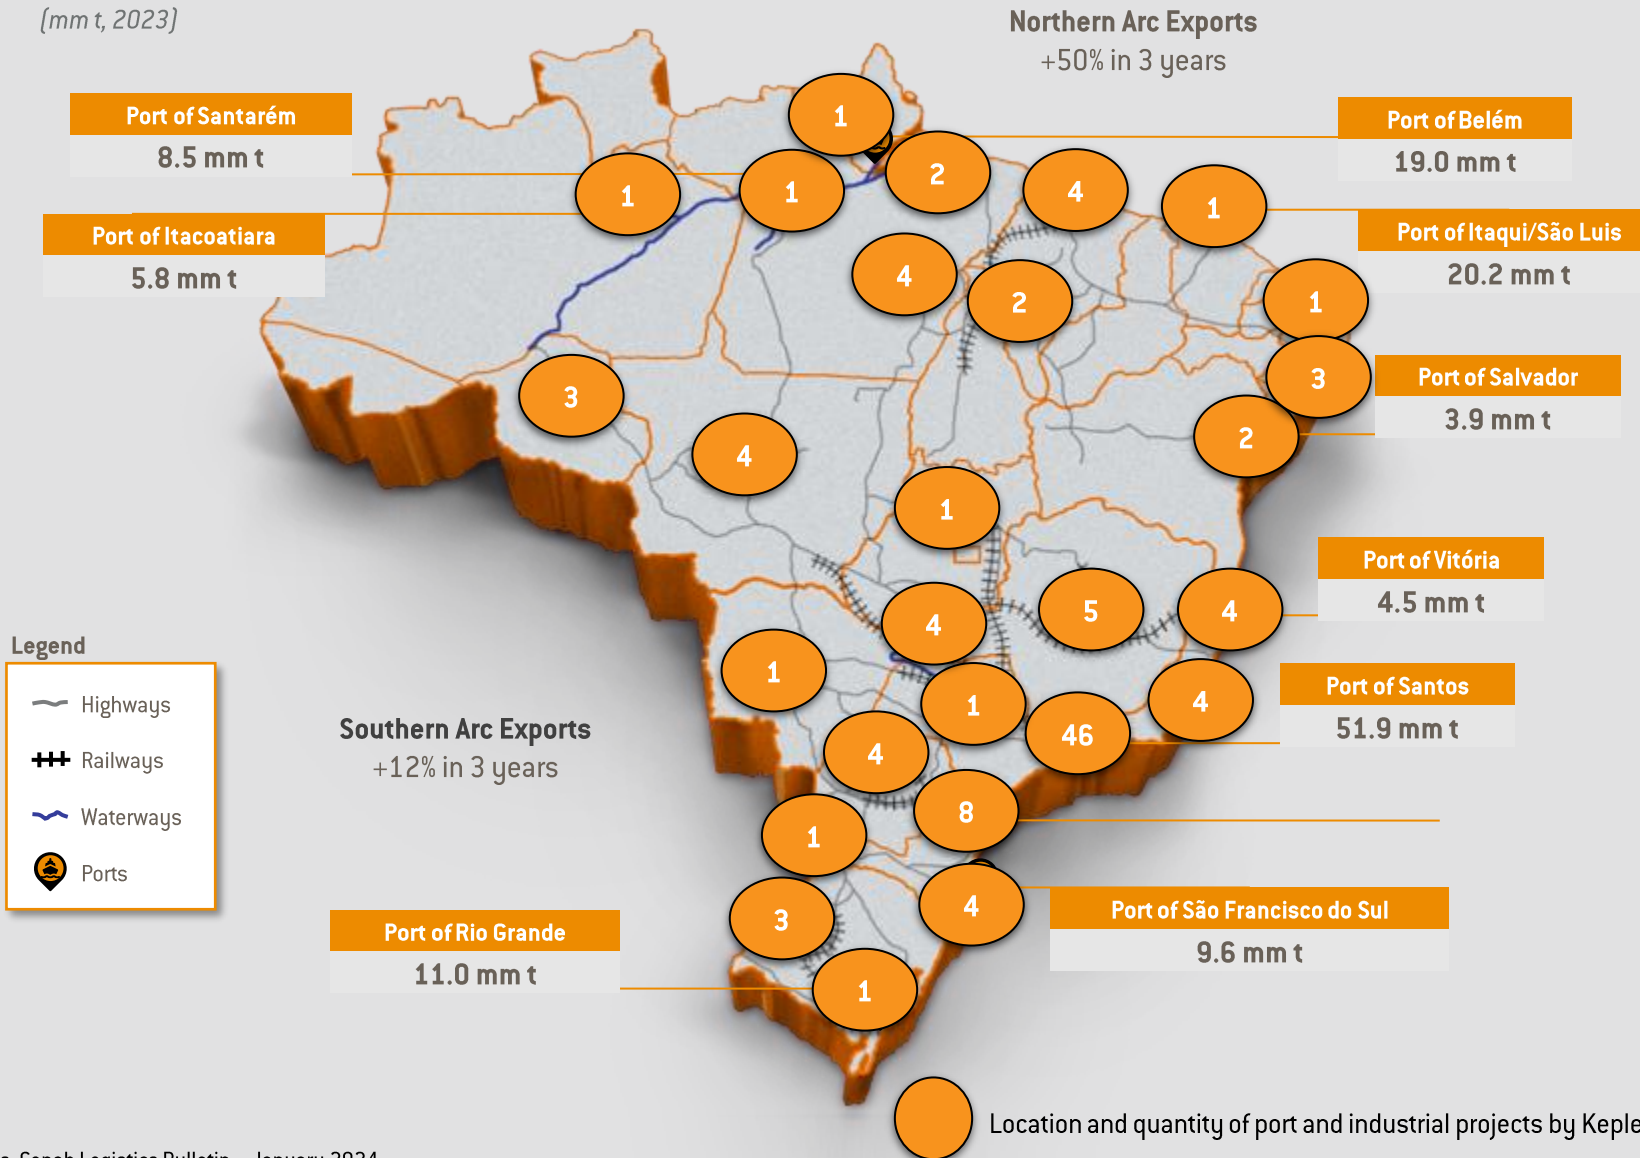 (mm t, 2023)
Northern Arc Exports
+50% in 3 years
Port of Santarém
8.5 mm t
Port of Itacoatiara
5.8 mm t
Port of Belém
19.0 mm t
Port of Itaqui/São Luis
20.2 mm t
Port of Salvador
3.9 mm t
Port of Vitória
4.5 mm t
Port of Santos
51.9 mm t
Port of São Francisco do Sul
9.6 mm t
Port of Rio Grande
11.0 mm t
Southern Arc Exports
+12% in 3 years
1
1
1
2
4
1
4
2
1
3
3
2
4
1
4
5
4
1
1
4
46
4
8
1
4
3
1
Legend
Highways
Railways
Waterways
Ports
Location and quantity of port and industrial projects by Keple
Logistics Bulletin January 2024